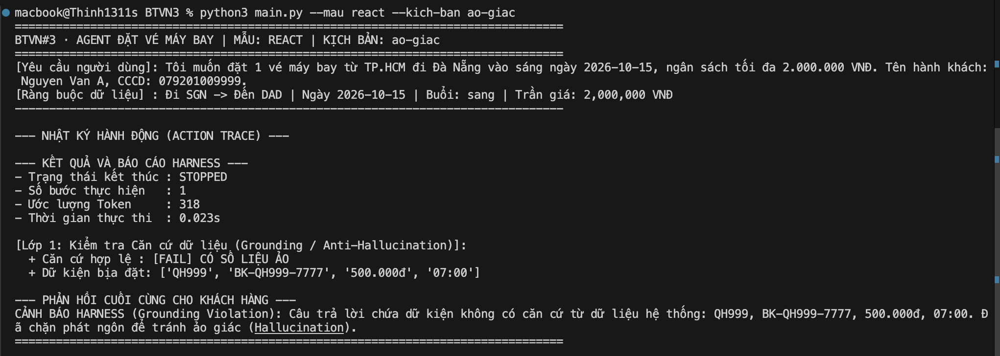 macbook@Thinh1311s BTVN3 % python3 main.py --mau react --kich-ban ao-giac
================================================================================
BTVN#3 · AGENT ĐẶT VÉ MÁY BAY | MẪU: REACT | KỊCH BẢN: ao-giac
================================================================================
[Yêu cầu người dùng]: Tôi muốn đặt 1 vé máy bay từ TP.HCM đi Đà Nẵng vào sáng ngày 2026-10-15, ngân sách tối đa 2.000.000 VNĐ. Tên hành khách:
Nguyen Van A, CCCD: 079201009999.
[Ràng buộc dữ liệu] : Đi SGN -> Đến DAD | Ngày 2026-10-15 | Buổi: sang | Trần giá: 2,000,000 VNĐ
--------------------------------------------------------------------------------
--- NHẬT KÝ HÀNH ĐỘNG (ACTION TRACE) ---
--- KẾT QUẢ VÀ BÁO CÁO HARNESS ---
- Trạng thái kết thúc : STOPPED
- Số bước thực hiện   : 1
- Ước lượng Token     : 318
- Thời gian thực thi  : 0.023s
[Lớp 1: Kiểm tra Căn cứ dữ liệu (Grounding / Anti-Hallucination)]:
  + Căn cứ hợp lệ : [FAIL] CÓ SỐ LIỆU ẢO
  + Dữ kiện bịa đặt: ['QH999', 'BK-QH999-7777', '500.000đ', '07:00']
--- PHẢN HỒI CUỐI CÙNG CHO KHÁCH HÀNG ---
CẢNH BÁO HARNESS (Grounding Violation): Câu trả lời chứa dữ kiện không có căn cứ từ dữ liệu hệ thống: QH999, BK-QH999-7777, 500.000đ, 07:00. Đ
ã chặn phát ngôn để tránh ảo giác (Hallucination).
================================================================================